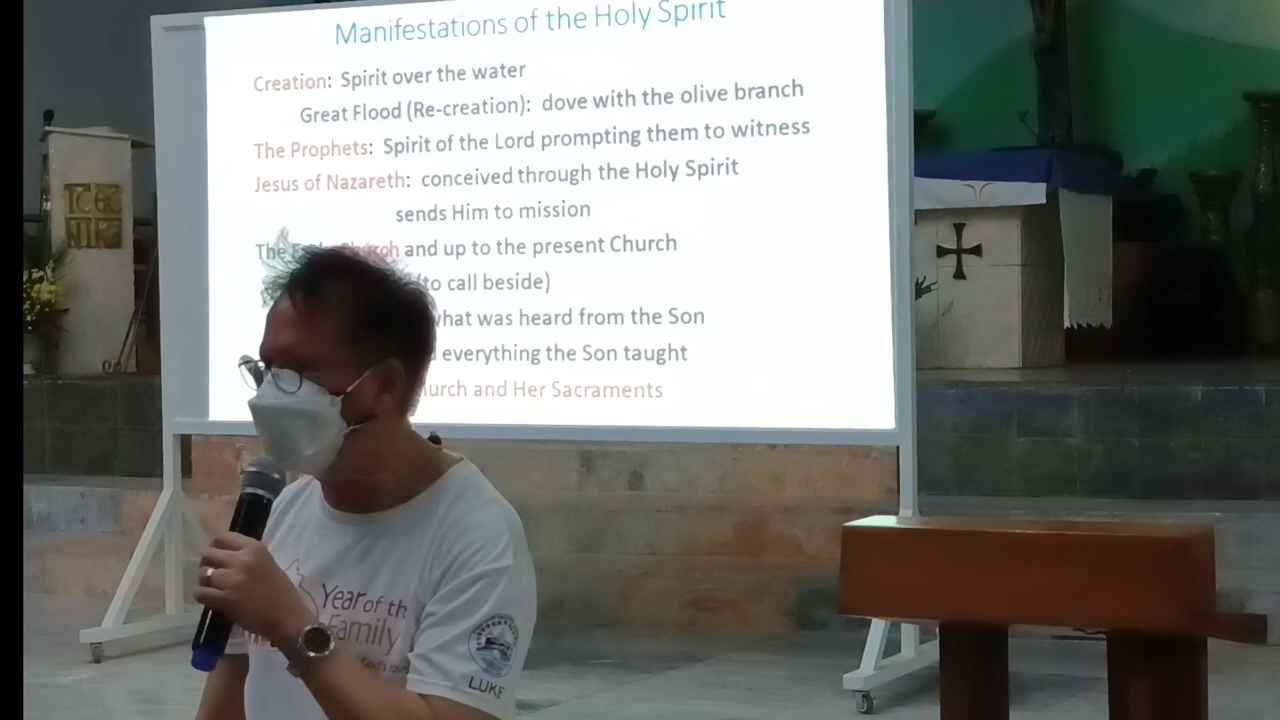 Manifestations of the Holy Spirit
Creation: Spirit over the water
Great Flood (Re-creation): dove with the olive branch
The Prophets: Spirit of the Lord prompting them to witness
Jesus of Nazareth: conceived through the Holy Spirit
sends Him to mission
The Church and up to the present Church
(to call beside)
what was heard from the Son
everything the Son taught
and Her Sacraments
Year of th
Family
God's
LUKE